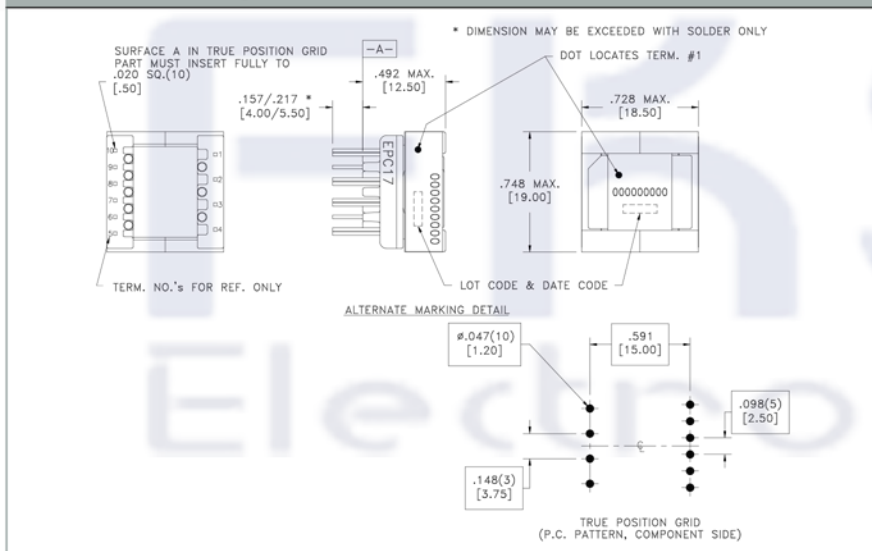 * DIMENSION MAY BE EXCEEDED WITH SOLDER ONLY
SURFACE A IN TRUE POSITION GRID
PART MUST INSERT FULLY TO
.020 SQ.(10)
[.50]
-A-
DOT LOCATES TERM. #1
.492 MAX.
[12.50]
.157/.217 *
[4.00/5.50]
.728 MAX.
[18.50]
.748 MAX.
[19.00]
10
9
8
7
6
5
1
2
3
4
EPC17
000000000
000000000
TERM. NO.'s FOR REF. ONLY
LOT CODE & DATE CODE
ALTERNATE MARKING DETAIL
ø.047(10)
[1.20]
.591
[15.00]
.098(5)
[2.50]
.148(3)
[3.75]
℄
TRUE POSITION GRID
(P.C. PATTERN, COMPONENT SIDE)
Electro